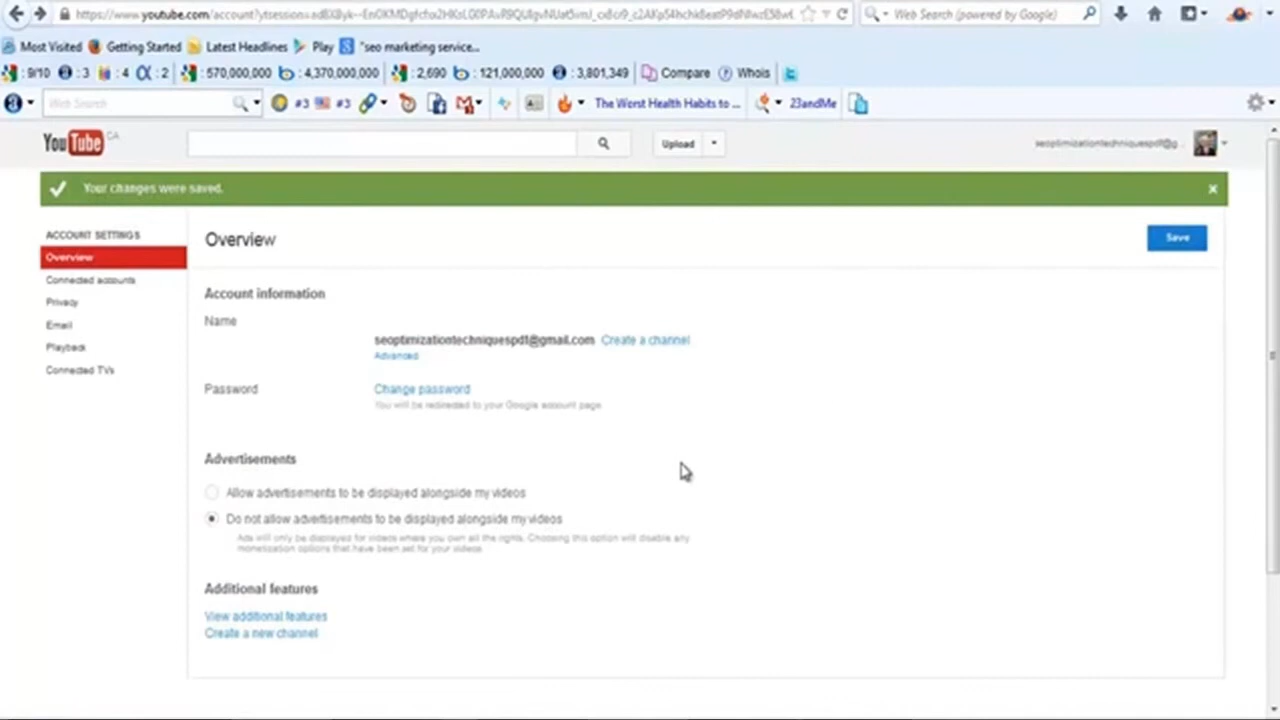 https://www.youtube.com/account?ytsession= Web Search (powered by Google)
Most Visited Getting Started Latest Headlines Play "seo marketing service...
: 9/10 : 3 : 4 : 2 : 570,000,000 : 4,370,000,000 : 2,690 : 121,000,000 : 3,801,349 Compare Whois
Web Search #3 #3 The Worst Health Habits to ... 23andMe
YouTube CA Upload seoptimizationtechniquespdf@g...
Your changes were saved.
ACCOUNT SETTINGS
Overview
Connected accounts
Privacy
Email
Playback
Connected TVs
Overview
Save
Account information
Name
seoptimizationtechniquespdf@gmail.com Create a channel
Advanced
Password Change password
You will be redirected to your Google account page
Advertisements
Allow advertisements to be displayed alongside my videos
Do not allow advertisements to be displayed alongside my videos
Ads will only be displayed for videos where you own all the rights. Choosing this option will disable any
monetization options that have been set for your videos
Additional features
View additional features
Create a new channel